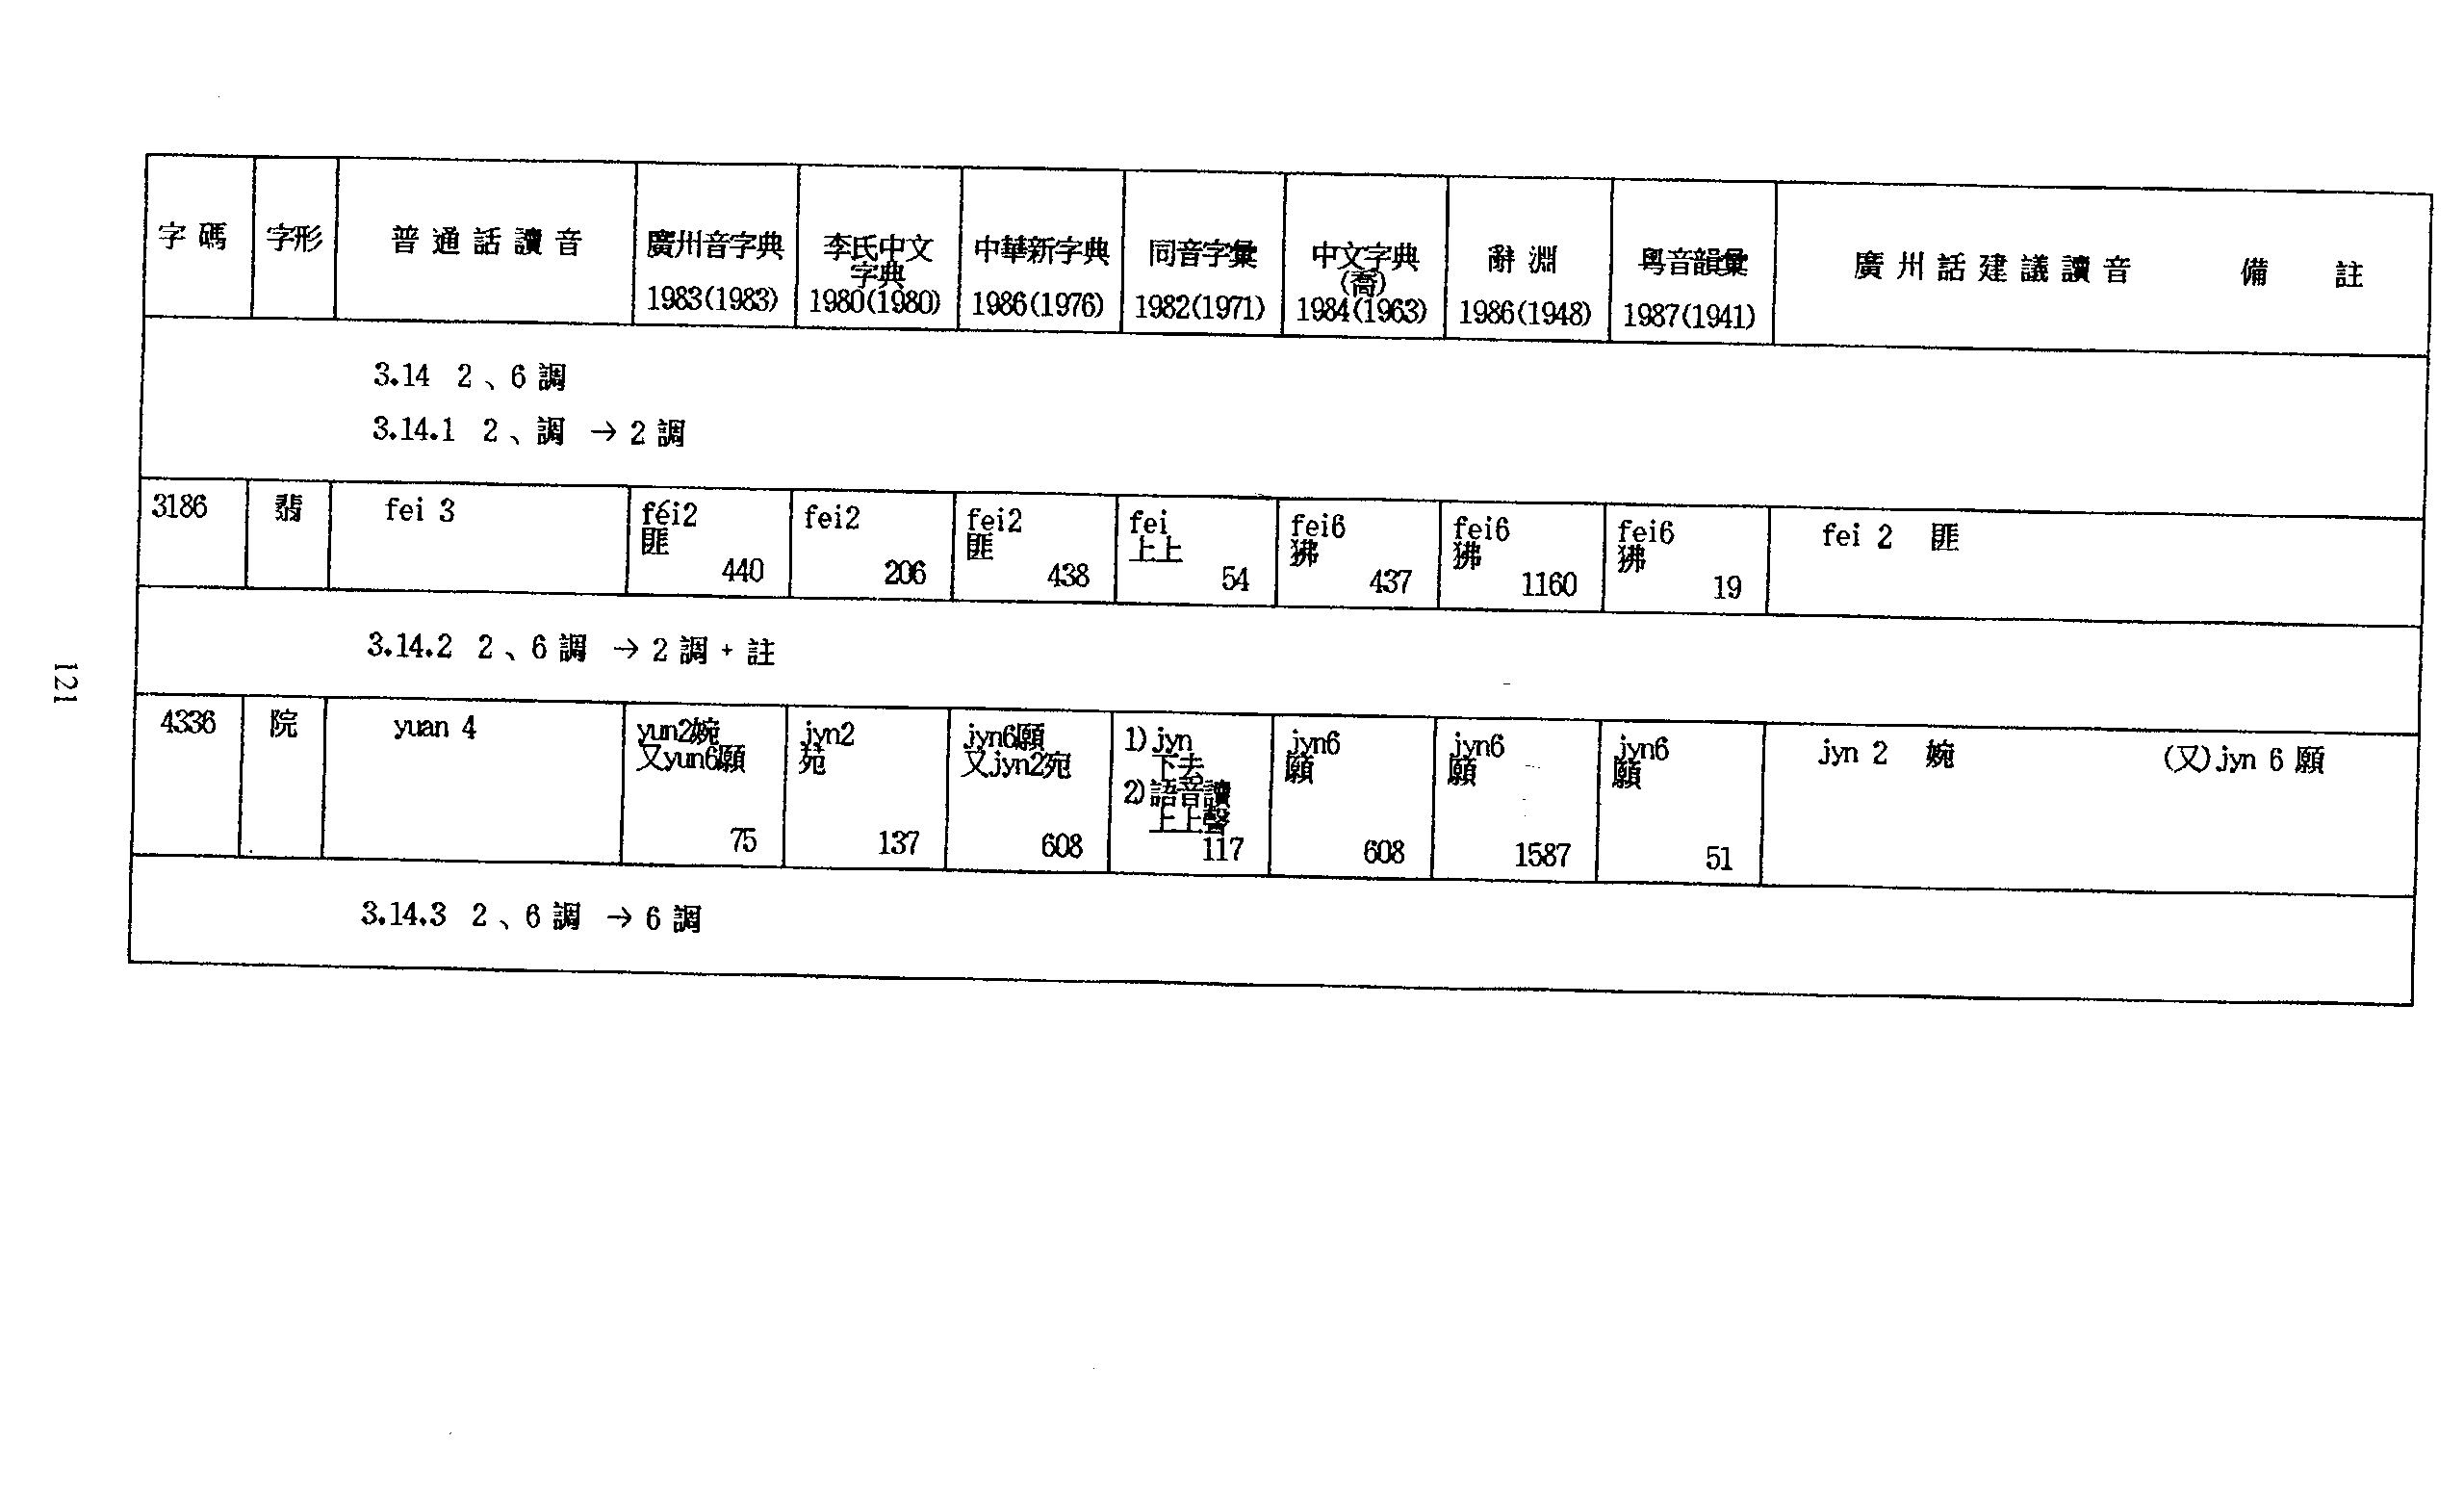 字碼 字形 普通話讀音 廣州音字典 1983(1983) 李氏中文字典 1980(1980) 中華新字典 1986(1976) 同音字彙 1982(1971) 中文字典(喬) 1984(1963) 辭淵 1986(1948) 粵音韻彙 1987(1941) 廣州話建議讀音 備註
3.14 2、6調
3.14.1 2、調 → 2調
3186 翡 fei 3 féi2 匪 440 fei2 206 fei2 匪 438 fei 上上 54 fei6 狒 437 fei6 狒 1160 fei6 狒 19 fei 2 匪
3.14.2 2、6調 → 2調 + 註
4336 院 yuan 4 yun2婉 又yun6願 75 jyn2 苑 137 jyn6願 又jyn2宛 608 1) jyn 下去 2) 語音讀上上聲 117 jyn6 願 608 jyn6 願 1587 jyn6 願 51 jyn 2 婉 (又) jyn 6 願
3.14.3 2、6調 → 6調
121